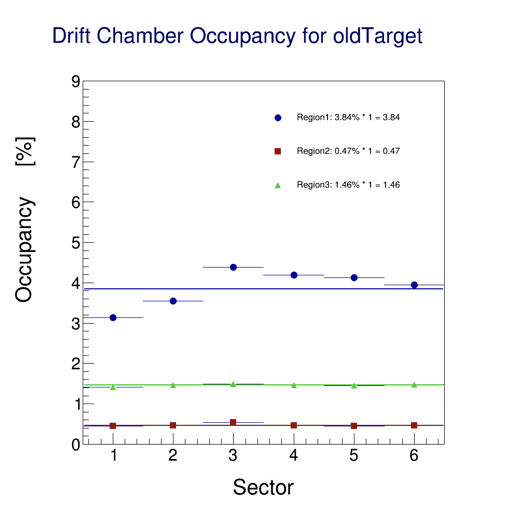 Drift Chamber Occupancy for oldTarget
9
8
7
6
5
4
3
2
1
0
Occupancy [%]
Region1: 3.84% * 1 = 3.84
Region2: 0.47% * 1 = 0.47
Region3: 1.46% * 1 = 1.46
1 2 3 4 5 6
Sector